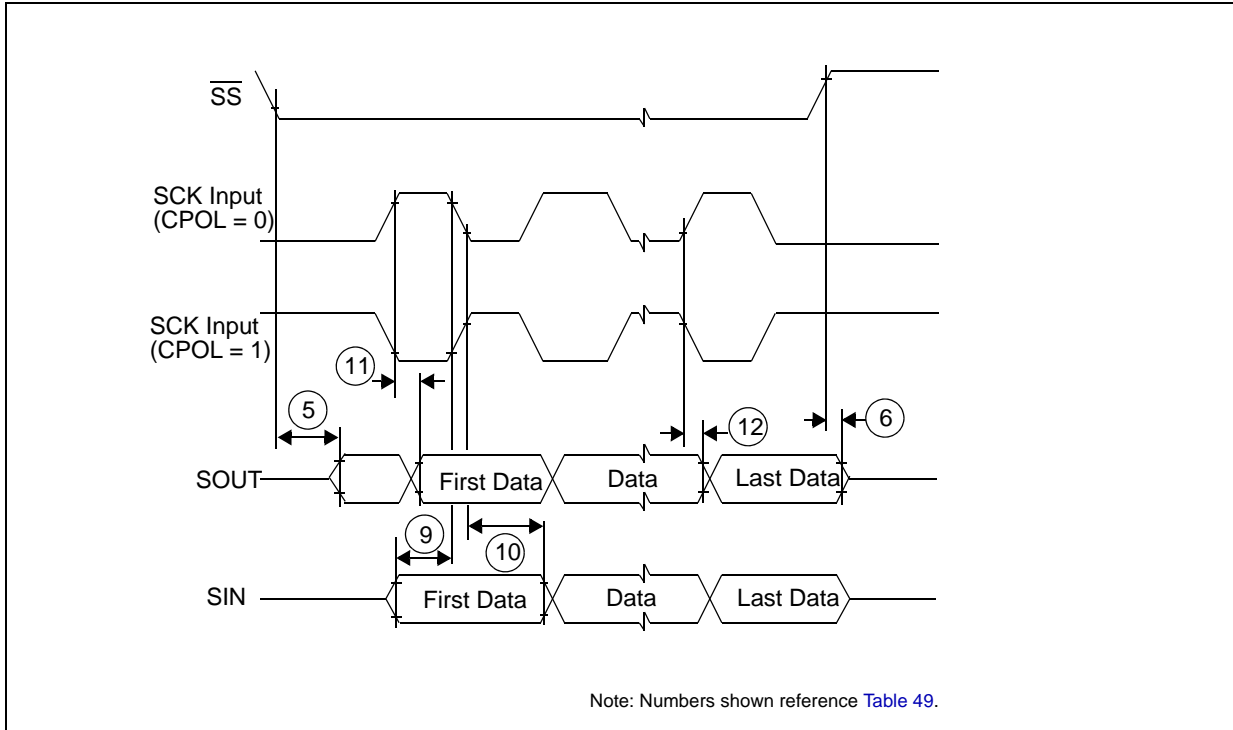 SS
SCK Input
(CPOL = 0)
SCK Input
(CPOL = 1)
11
5
12
6
SOUT
First Data
Data
Last Data
9
10
SIN
First Data
Data
Last Data
Note: Numbers shown reference Table 49.